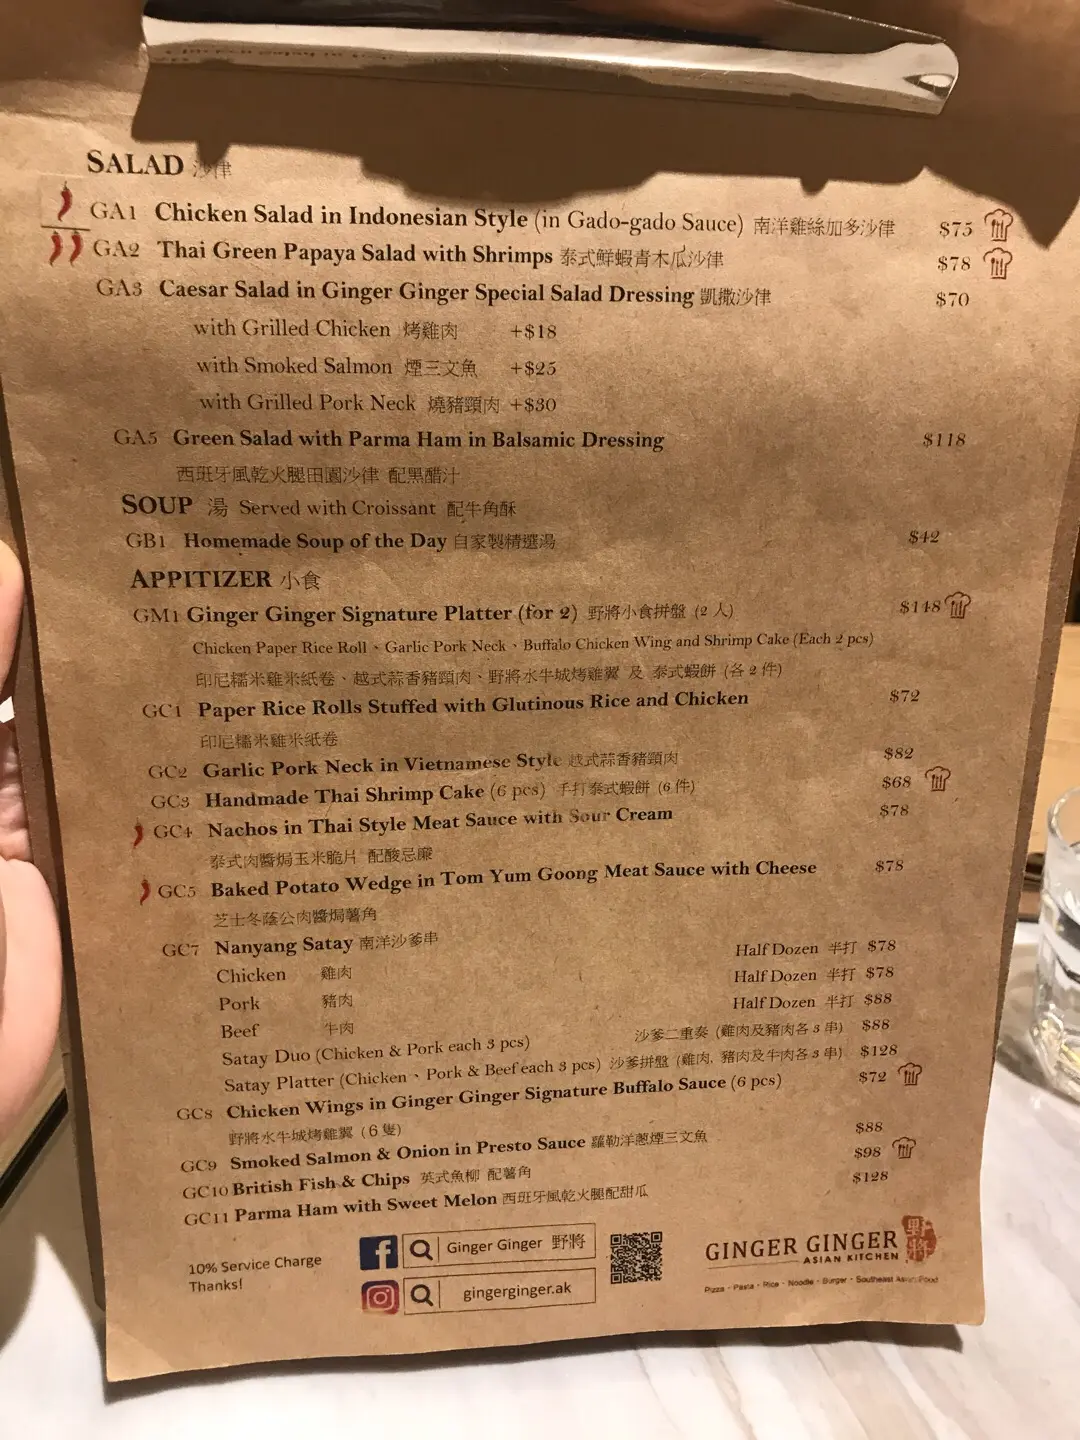 SALAD 沙律
GA1 Chicken Salad in Indonesian Style (in Gado-gado Sauce) 南洋雞絲加多沙律 $75
GA2 Thai Green Papaya Salad with Shrimps 泰式鮮蝦青木瓜沙律 $78
GA3 Caesar Salad in Ginger Ginger Special Salad Dressing 凱撒沙律 $70
with Grilled Chicken 烤雞肉 +$18
with Smoked Salmon 煙三文魚 +$25
with Grilled Pork Neck 燒豬頸肉 +$30
GA5 Green Salad with Parma Ham in Balsamic Dressing $118
西班牙風乾火腿田園沙律 配黑醋汁
SOUP 湯 Served with Croissant 配牛角酥
GB1 Homemade Soup of the Day 自家製精選湯 $42
APPITIZER 小食
GM1 Ginger Ginger Signature Platter (for 2) 野將小食拼盤 (2 人) $148
Chicken Paper Rice Roll、Garlic Pork Neck、Buffalo Chicken Wing and Shrimp Cake (Each 2 pcs)
印尼糯米雞米紙卷、越式蒜香豬頸肉、野將水牛城烤雞翼 及 泰式蝦餅 (各 2 件)
GC1 Paper Rice Rolls Stuffed with Glutinous Rice and Chicken $72
印尼糯米雞米紙卷
GC2 Garlic Pork Neck in Vietnamese Style 越式蒜香豬頸肉 $82
GC3 Handmade Thai Shrimp Cake (6 pcs) 手打泰式蝦餅 (6 件) $68
GC4 Nachos in Thai Style Meat Sauce with Sour Cream $78
泰式肉醬焗玉米脆片 配酸忌廉
GC5 Baked Potato Wedge in Tom Yum Goong Meat Sauce with Cheese $78
芝士冬蔭公肉醬焗薯角
GC7 Nanyang Satay 南洋沙爹串
Chicken 雞肉 Half Dozen 半打 $78
Pork 豬肉 Half Dozen 半打 $78
Beef 牛肉 Half Dozen 半打 $88
Satay Duo (Chicken & Pork each 3 pcs) 沙爹二重奏 (雞肉及豬肉各 3 串) $88
Satay Platter (Chicken、Pork & Beef each 3 pcs) 沙爹拼盤 (雞肉, 豬肉及牛肉各 3 串) $128
GC8 Chicken Wings in Ginger Ginger Signature Buffalo Sauce (6 pcs) $72
野將水牛城烤雞翼 (6 隻)
GC9 Smoked Salmon & Onion in Presto Sauce 羅勒洋蔥煙三文魚 $88
GC10 British Fish & Chips 英式魚柳 配薯角 $98
GC11 Parma Ham with Sweet Melon 西班牙風乾火腿配甜瓜 $128
10% Service Charge
Thanks!
Ginger Ginger 野將
gingerginger.ak
GINGER GINGER 野將
ASIAN KITCHEN
Pizza · Pasta · Rice · Noodle · Burger · Southeast Asian Food